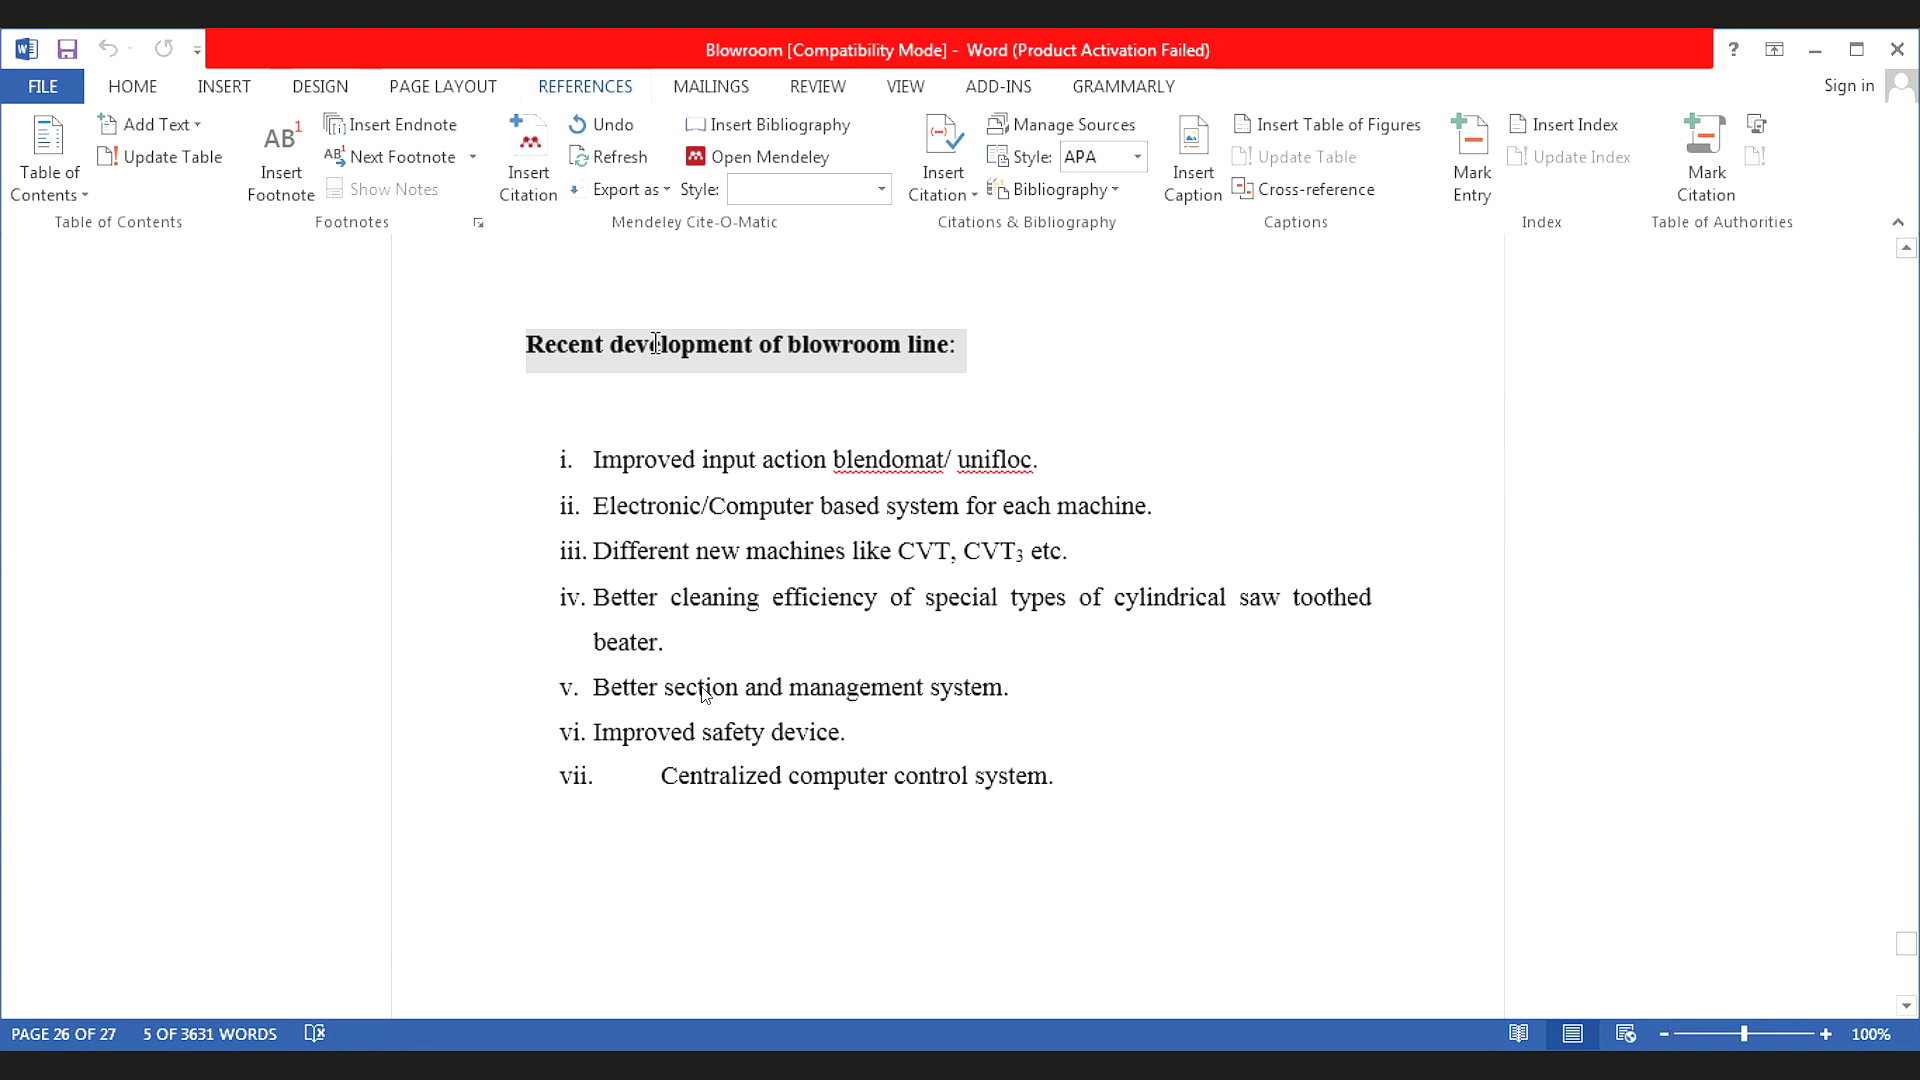 Blowroom [Compatibility Mode] - Word (Product Activation Failed)
?
FILE HOME INSERT DESIGN PAGE LAYOUT REFERENCES MAILINGS REVIEW VIEW ADD-INS GRAMMARLY Sign in
Table of Contents
Add Text
Update Table
Table of Contents
AB1 Insert Footnote
Insert Endnote
Next Footnote
Show Notes
Footnotes
Insert Citation
Undo
Refresh
Export as
Insert Bibliography
Open Mendeley
Style:
Mendeley Cite-O-Matic
Insert Citation
Manage Sources
Style: APA
Bibliography
Citations & Bibliography
Insert Caption
Insert Table of Figures
Update Table
Cross-reference
Captions
Mark Entry
Insert Index
Update Index
Index
Mark Citation
Table of Authorities
Recent development of blowroom line:
i. Improved input action blendomat/ unifloc.
ii. Electronic/Computer based system for each machine.
iii. Different new machines like CVT, CVT3 etc.
iv. Better cleaning efficiency of special types of cylindrical saw toothed
beater.
v. Better section and management system.
vi. Improved safety device.
vii. Centralized computer control system.
PAGE 26 OF 27 5 OF 3631 WORDS 100%